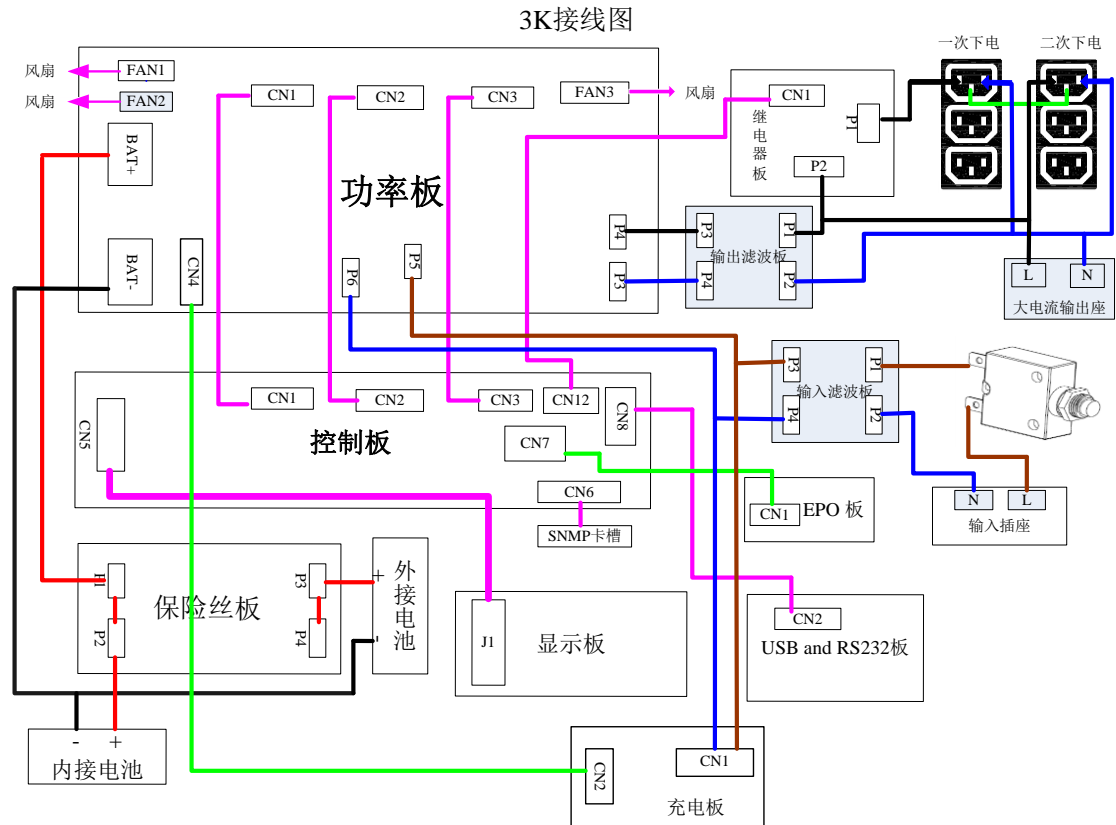 3K接线图
一次下电
二次下电
风扇
FAN1
风扇
FAN2
CN1
CN2
CN3
FAN3
风扇
CN1
P1
继电器板
P2
BAT+
功率板
BAT-
CN4
P6
P5
P4
P3
P3
P1
输出滤波板
P4
P2
L
N
大电流输出座
CN1
CN2
CN3
CN12
CN8
CN5
控制板
CN7
CN6
SNMP卡槽
P3
P1
输入滤波板
P4
P2
N
L
输入插座
CN1
EPO 板
P1
P3
保险丝板
P2
P4
+
外接电池
-
J1
显示板
CN2
USB and RS232板
- +
内接电池
CN2
CN1
充电板